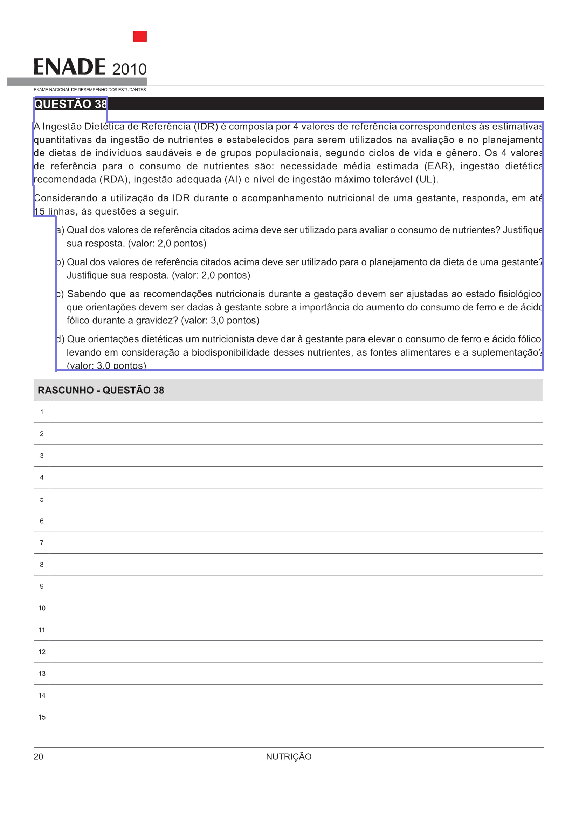 ENADE 2010
EXAME NACIONAL DE DESEMPENHO DOS ESTUDANTES
QUESTÃO 38
A Ingestão Dietética de Referência (IDR) é composta por 4 valores de referência correspondentes às estimativas
quantitativas da ingestão de nutrientes e estabelecidos para serem utilizados na avaliação e no planejamento
de dietas de indivíduos saudáveis e de grupos populacionais, segundo ciclos de vida e gênero. Os 4 valores
de referência para o consumo de nutrientes são: necessidade média estimada (EAR), ingestão dietética
recomendada (RDA), ingestão adequada (AI) e nível de ingestão máximo tolerável (UL).
Considerando a utilização da IDR durante o acompanhamento nutricional de uma gestante, responda, em até
15 linhas, às questões a seguir.
a) Qual dos valores de referência citados acima deve ser utilizado para avaliar o consumo de nutrientes? Justifique
sua resposta. (valor: 2,0 pontos)
b) Qual dos valores de referência citados acima deve ser utilizado para o planejamento da dieta de uma gestante?
Justifique sua resposta. (valor: 2,0 pontos)
c) Sabendo que as recomendações nutricionais durante a gestação devem ser ajustadas ao estado fisiológico,
que orientações devem ser dadas à gestante sobre a importância do aumento do consumo de ferro e de ácido
fólico durante a gravidez? (valor: 3,0 pontos)
d) Que orientações dietéticas um nutricionista deve dar à gestante para elevar o consumo de ferro e ácido fólico,
levando em consideração a biodisponibilidade desses nutrientes, as fontes alimentares e a suplementação?
(valor: 3,0 pontos)
RASCUNHO - QUESTÃO 38
1
2
3
4
5
6
7
8
9
10
11
12
13
14
15
20
NUTRIÇÃO